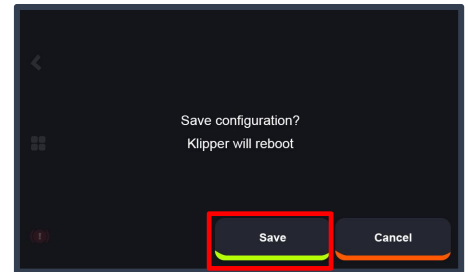 Save configuration?
Klipper will reboot
Save
Cancel